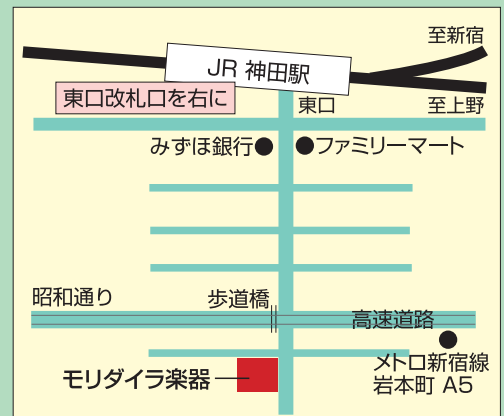 至新宿
JR 神田駅
東口改札口を右に
東口
至上野
みずほ銀行
ファミリーマート
昭和通り
歩道橋
高速道路
モリダイラ楽器
メトロ新宿線
岩本町 A5